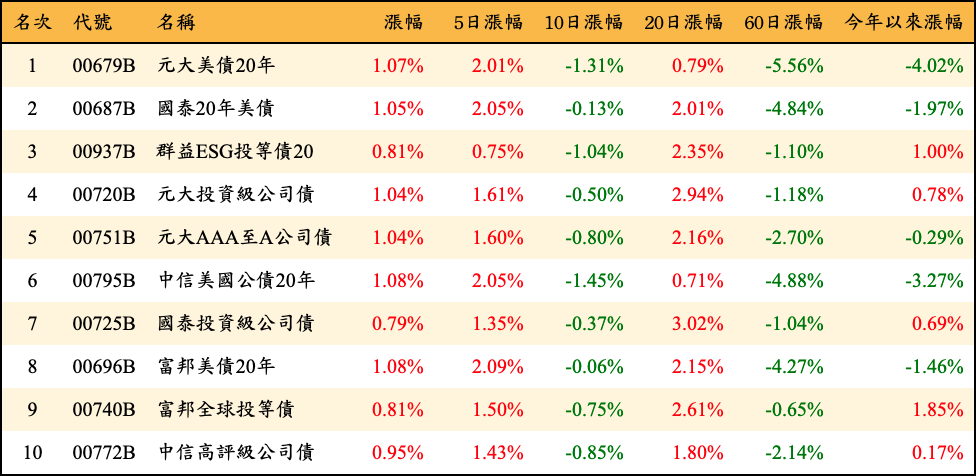 名次 代號 名稱 漲幅 5日漲幅 10日漲幅 20日漲幅 60日漲幅 今年以來漲幅
1 00679B 元大美債20年 1.07% 2.01% -1.31% 0.79% -5.56% -4.02%
2 00687B 國泰20年美債 1.05% 2.05% -0.13% 2.01% -4.84% -1.97%
3 00937B 群益ESG投等債20 0.81% 0.75% -1.04% 2.35% -1.10% 1.00%
4 00720B 元大投資級公司債 1.04% 1.61% -0.50% 2.94% -1.18% 0.78%
5 00751B 元大AAA至A公司債 1.04% 1.60% -0.80% 2.16% -2.70% -0.29%
6 00795B 中信美國公債20年 1.08% 2.05% -1.45% 0.71% -4.88% -3.27%
7 00725B 國泰投資級公司債 0.79% 1.35% -0.37% 3.02% -1.04% 0.69%
8 00696B 富邦美債20年 1.08% 2.09% -0.06% 2.15% -4.27% -1.46%
9 00740B 富邦全球投等債 0.81% 1.50% -0.75% 2.61% -0.65% 1.85%
10 00772B 中信高評級公司債 0.95% 1.43% -0.85% 1.80% -2.14% 0.17%